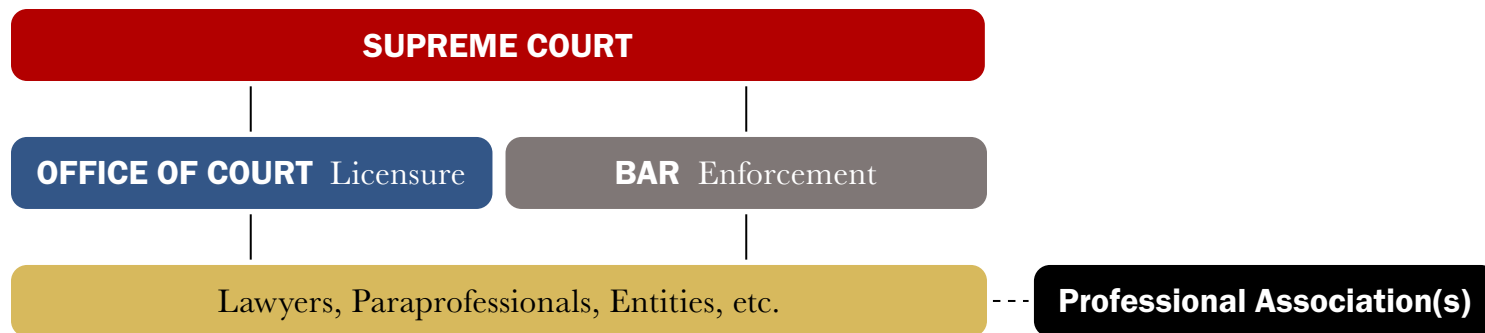 SUPREME COURT
OFFICE OF COURT Licensure
BAR Enforcement
Lawyers, Paraprofessionals, Entities, etc.
Professional Association(s)